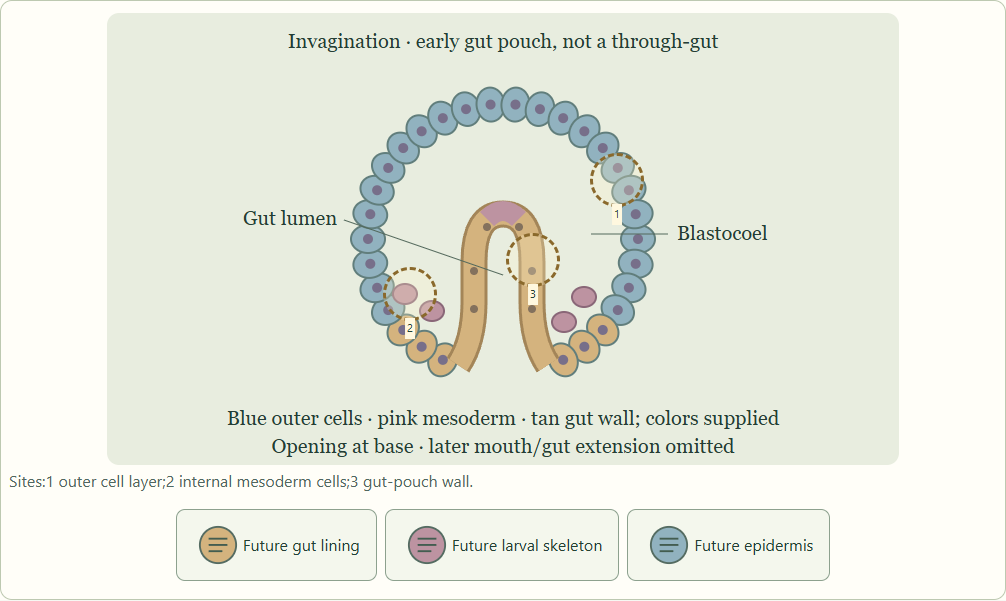 Invagination · early gut pouch, not a through-gut
1
Gut lumen
Blastocoel
3
2
Blue outer cells · pink mesoderm · tan gut wall; colors supplied
Opening at base · later mouth/gut extension omitted
Sites:1 outer cell layer;2 internal mesoderm cells;3 gut-pouch wall.
Future gut lining
Future larval skeleton
Future epidermis